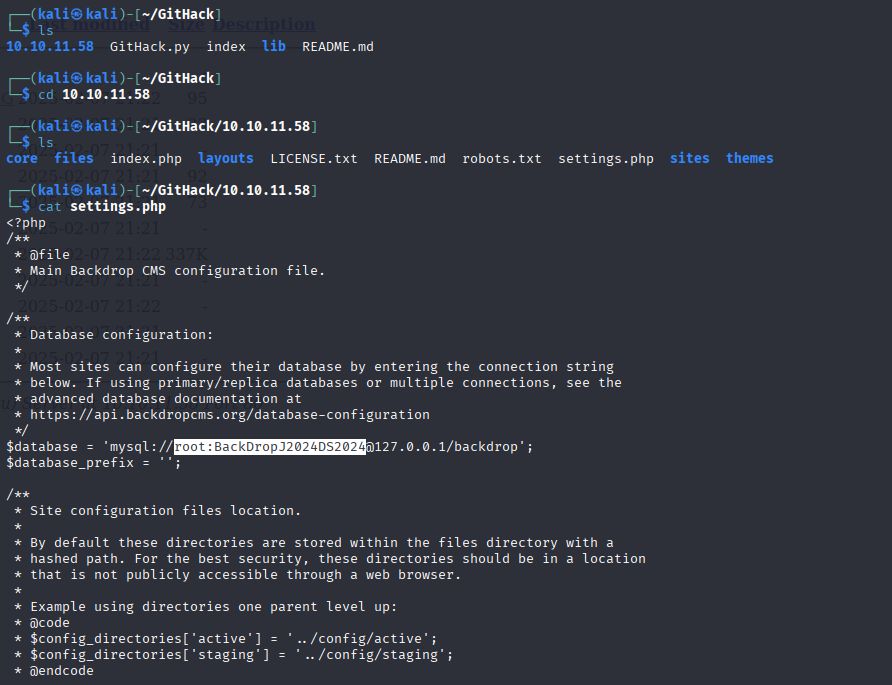 ┌──(kali㉿kali)-[~/GitHack]
└─$ ls
10.10.11.58  GitHack.py  index  lib  README.md
┌──(kali㉿kali)-[~/GitHack]
└─$ cd 10.10.11.58
┌──(kali㉿kali)-[~/GitHack/10.10.11.58]
└─$ ls
core  files  index.php  layouts  LICENSE.txt  README.md  robots.txt  settings.php  sites  themes
┌──(kali㉿kali)-[~/GitHack/10.10.11.58]
└─$ cat settings.php
<?php
/**
 * @file
 * Main Backdrop CMS configuration file.
 */
/**
 * Database configuration:
 *
 * Most sites can configure their database by entering the connection string
 * below. If using primary/replica databases or multiple connections, see the
 * advanced database documentation at
 * https://api.backdropcms.org/database-configuration
 */
$database = 'mysql://root:BackDropJ2024DS2024@127.0.0.1/backdrop';
$database_prefix = '';
/**
 * Site configuration files location.
 *
 * By default these directories are stored within the files directory with a
 * hashed path. For the best security, these directories should be in a location
 * that is not publicly accessible through a web browser.
 *
 * Example using directories one parent level up:
 * @code
 * $config_directories['active'] = '../config/active';
 * $config_directories['staging'] = '../config/staging';
 * @endcode